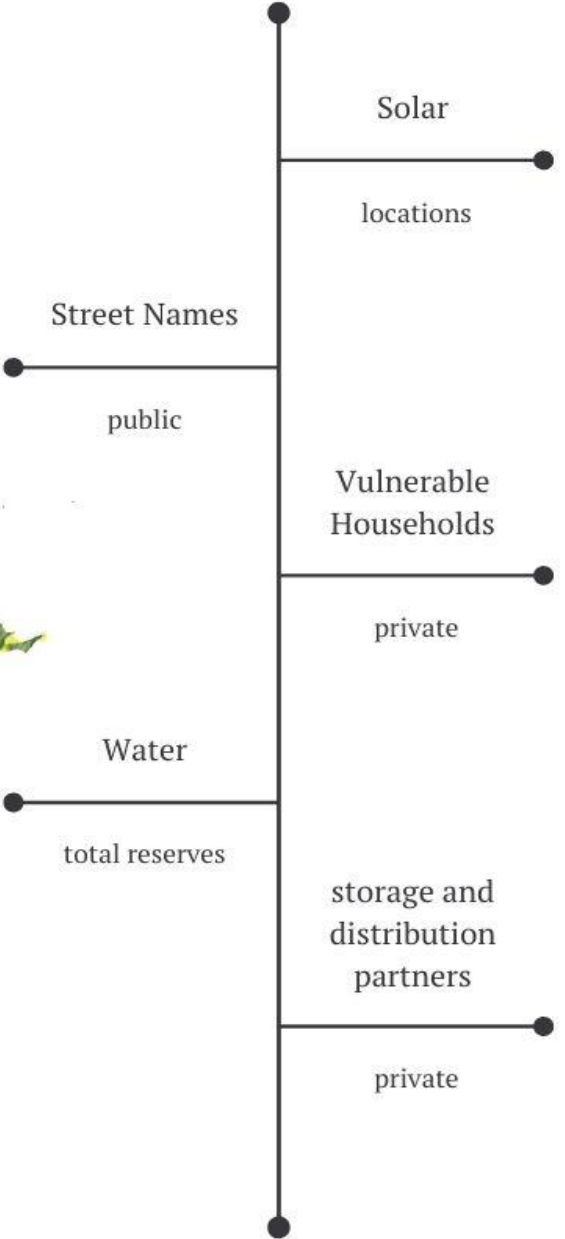 Solar
locations
Street Names
public
Vulnerable
Households
private
Water
total reserves
storage and
distribution
partners
private